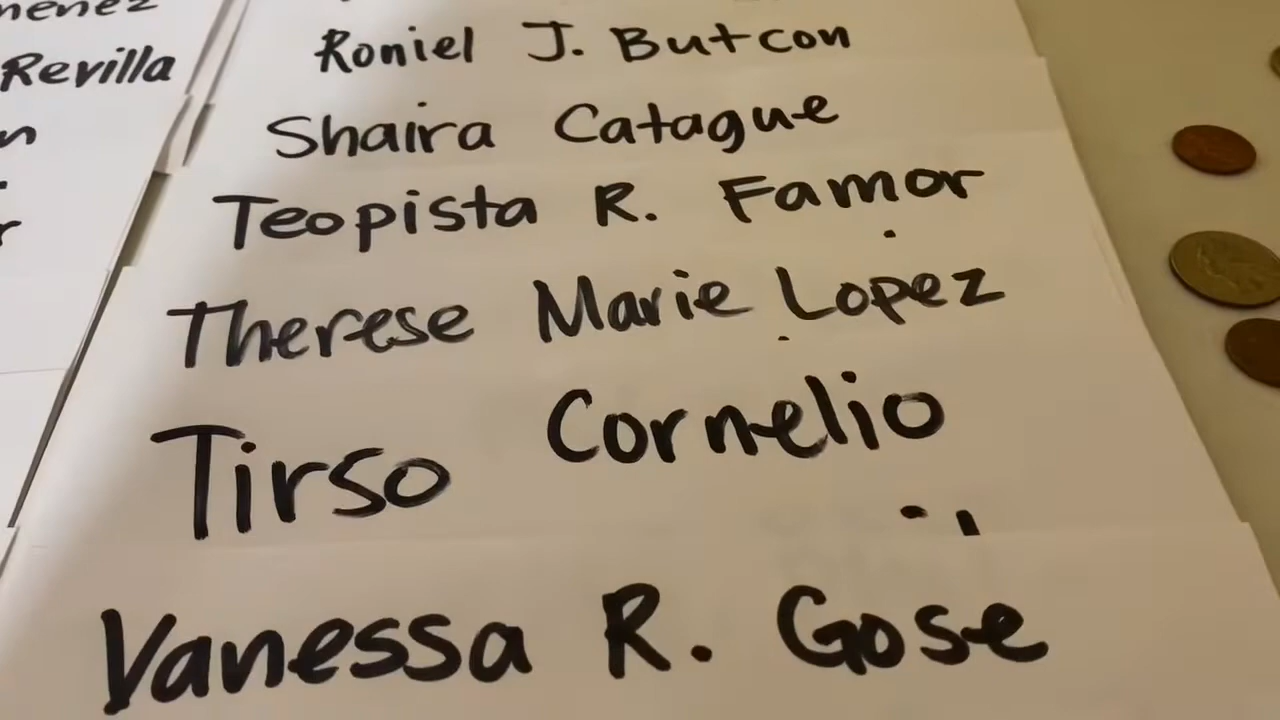 Revilla
Roniel J. Butcon
Shaira Catague
Teopista R. Famor
Therese Marie Lopez
Tirso Cornelio
Vanessa R. Gose